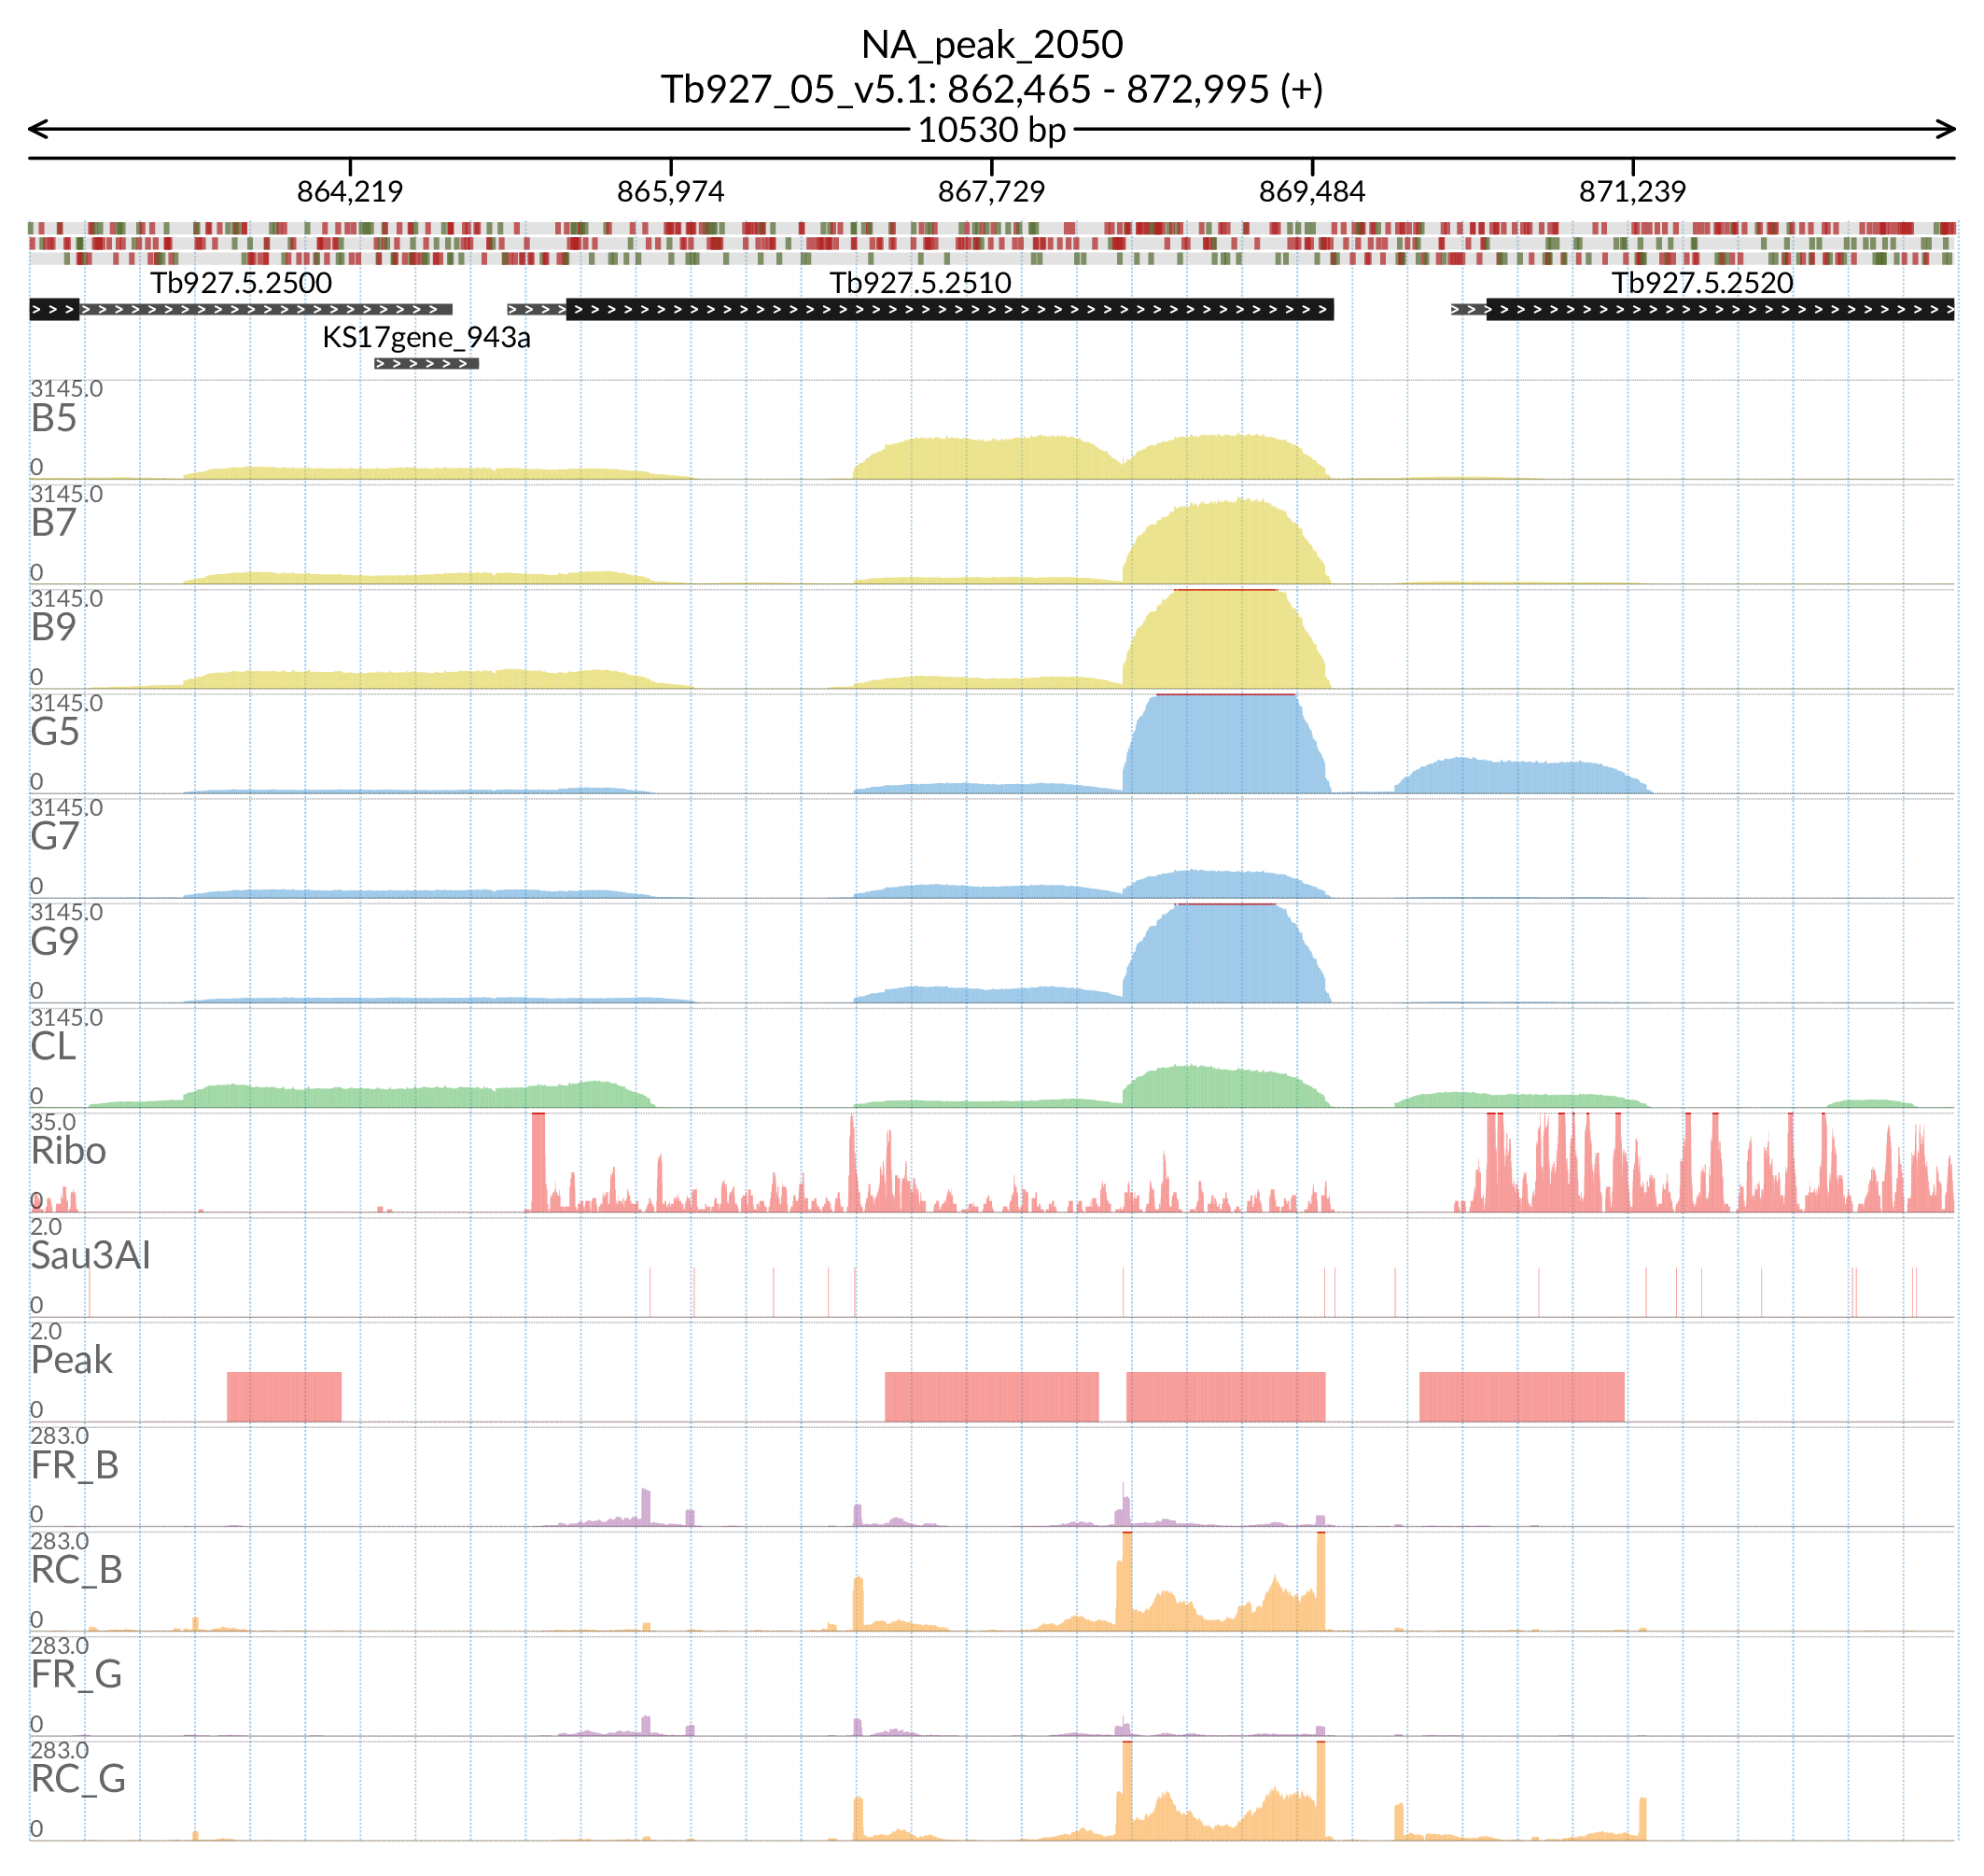 NA_peak_2050
Tb927_05_v5.1: 862,465 - 872,995 (+)
10530 bp
864,219 865,974 867,729 869,484 871,239
Tb927.5.2500 Tb927.5.2510 Tb927.5.2520
KS17gene_943a
3145.0
B5
0
3145.0
B7
0
3145.0
B9
0
3145.0
G5
0
3145.0
G7
0
3145.0
G9
0
3145.0
CL
0
35.0
Ribo
0
2.0
Sau3AI
0
2.0
Peak
0
283.0
FR_B
0
283.0
RC_B
0
283.0
FR_G
0
283.0
RC_G
0